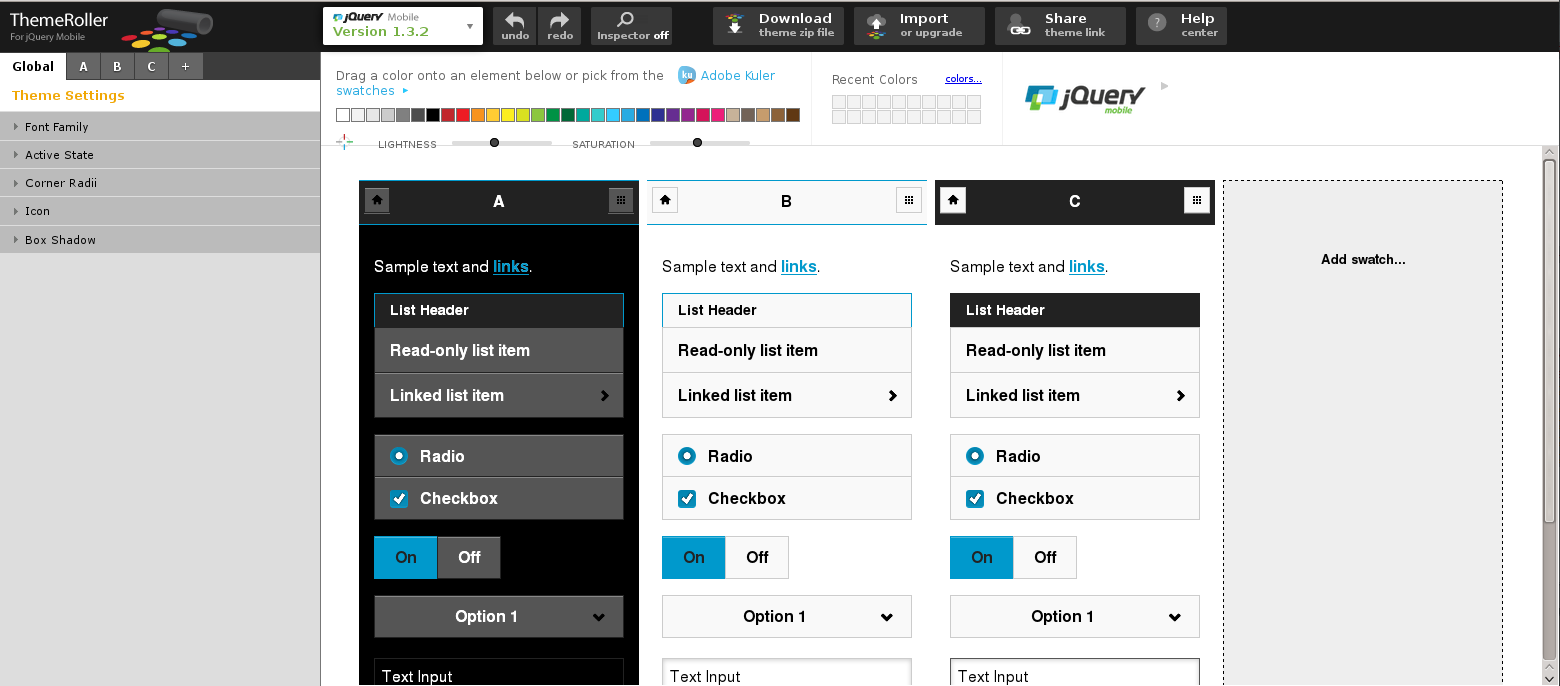 ThemeRoller
For jQuery Mobile
jQuery Mobile
Version 1.3.2
undo
redo
Inspector off
Download
theme zip file
Import
or upgrade
Share
theme link
?
Help
center
Global
A
B
C
+
Theme Settings
Font Family
Active State
Corner Radii
Icon
Box Shadow
Drag a color onto an element below or pick from the
swatches
ku
Adobe Kuler
LIGHTNESS
SATURATION
Recent Colors
colors...
jQuery
mobile
A
Sample text and links.
List Header
Read-only list item
Linked list item
Radio
Checkbox
On
Off
Option 1
Text Input
B
Sample text and links.
List Header
Read-only list item
Linked list item
Radio
Checkbox
On
Off
Option 1
Text Input
C
Sample text and links.
List Header
Read-only list item
Linked list item
Radio
Checkbox
On
Off
Option 1
Text Input
Add swatch...